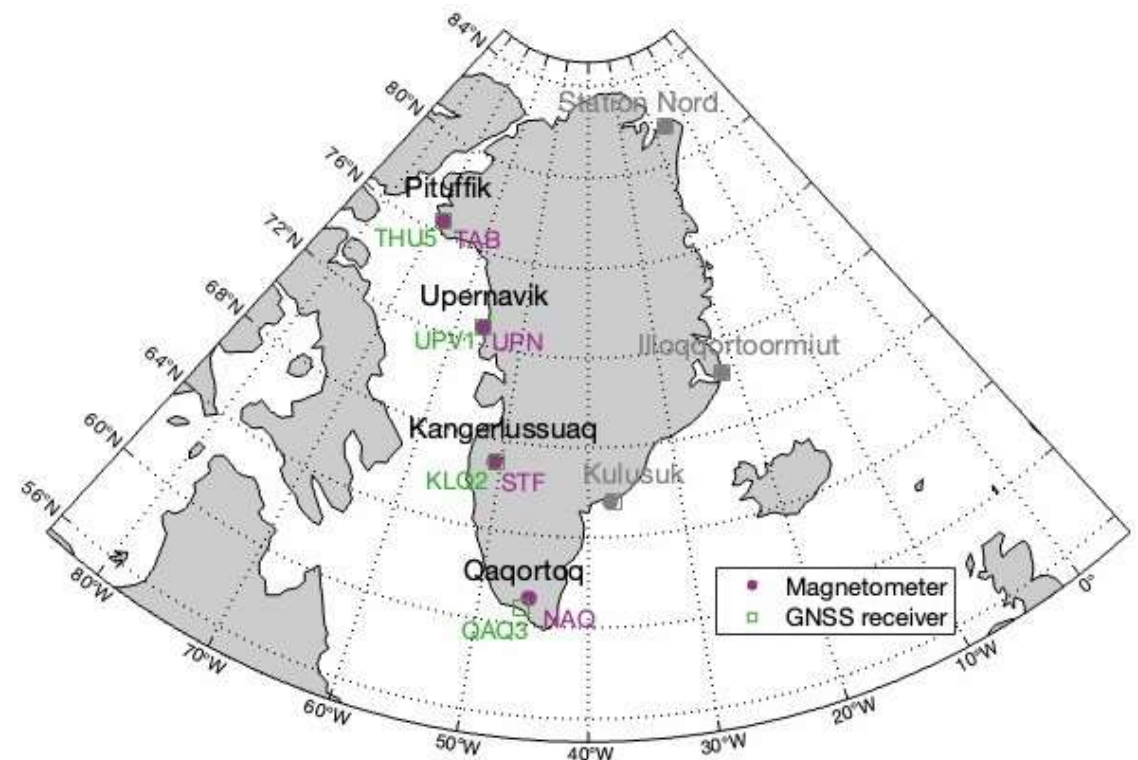 84°N
80°N
76°N
72°N
68°N
64°N
60°N
56°N
Station Nord
Pituffik
THU5 TAB
Upernavik
UPV1 UPN
Illoqqortoormiut
Kangerlussuaq
KLQ2 STF
Kulusuk
Qaqortoq
QAQ3 NAQ
Magnetometer
GNSS receiver
80°W
70°W
60°W
50°W
40°W
30°W
20°W
10°W
0°